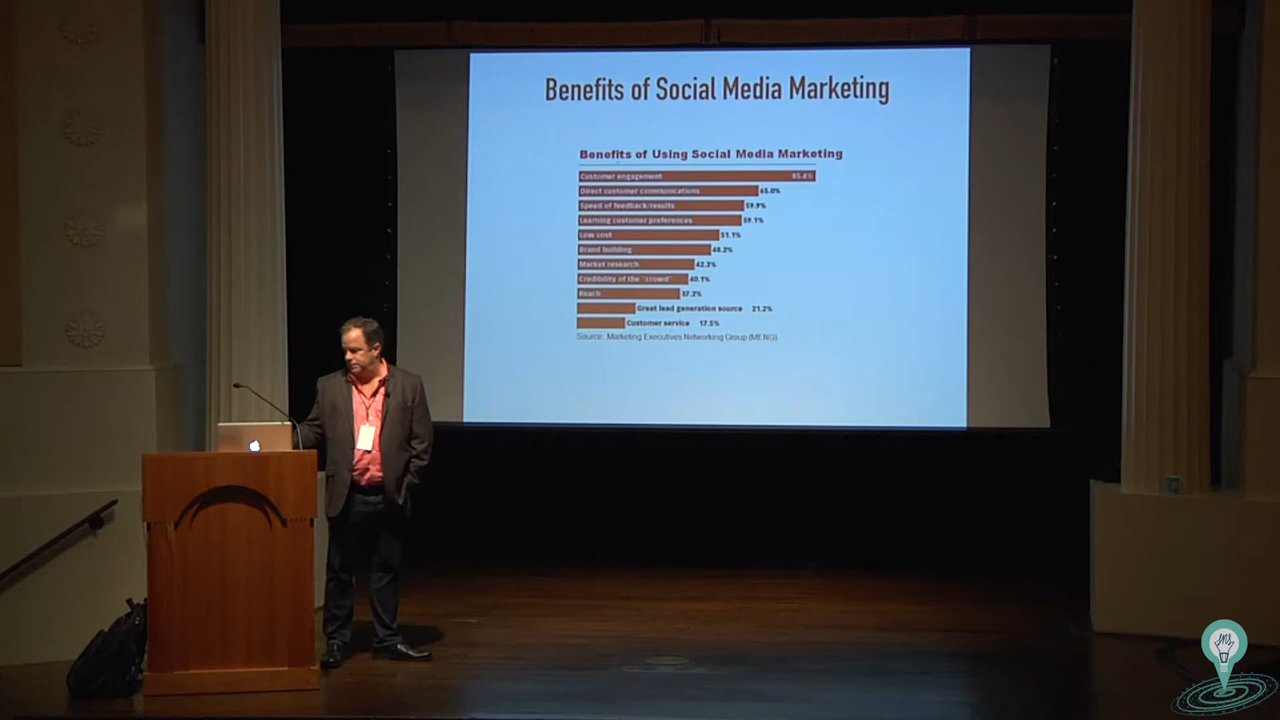 Benefits of Social Media Marketing
Benefits of Using Social Media Marketing
Customer engagement 85.4%
Direct customer communications 65.0%
Speed of feedback/results 59.9%
Learning customer preferences 59.1%
Low cost 51.1%
Brand building 48.2%
Market research 42.3%
Credibility of the "crowd" 40.1%
Reach 37.2%
Great lead generation source 21.2%
Customer service 17.5%
Source: Marketing Executives Networking Group (MENG)